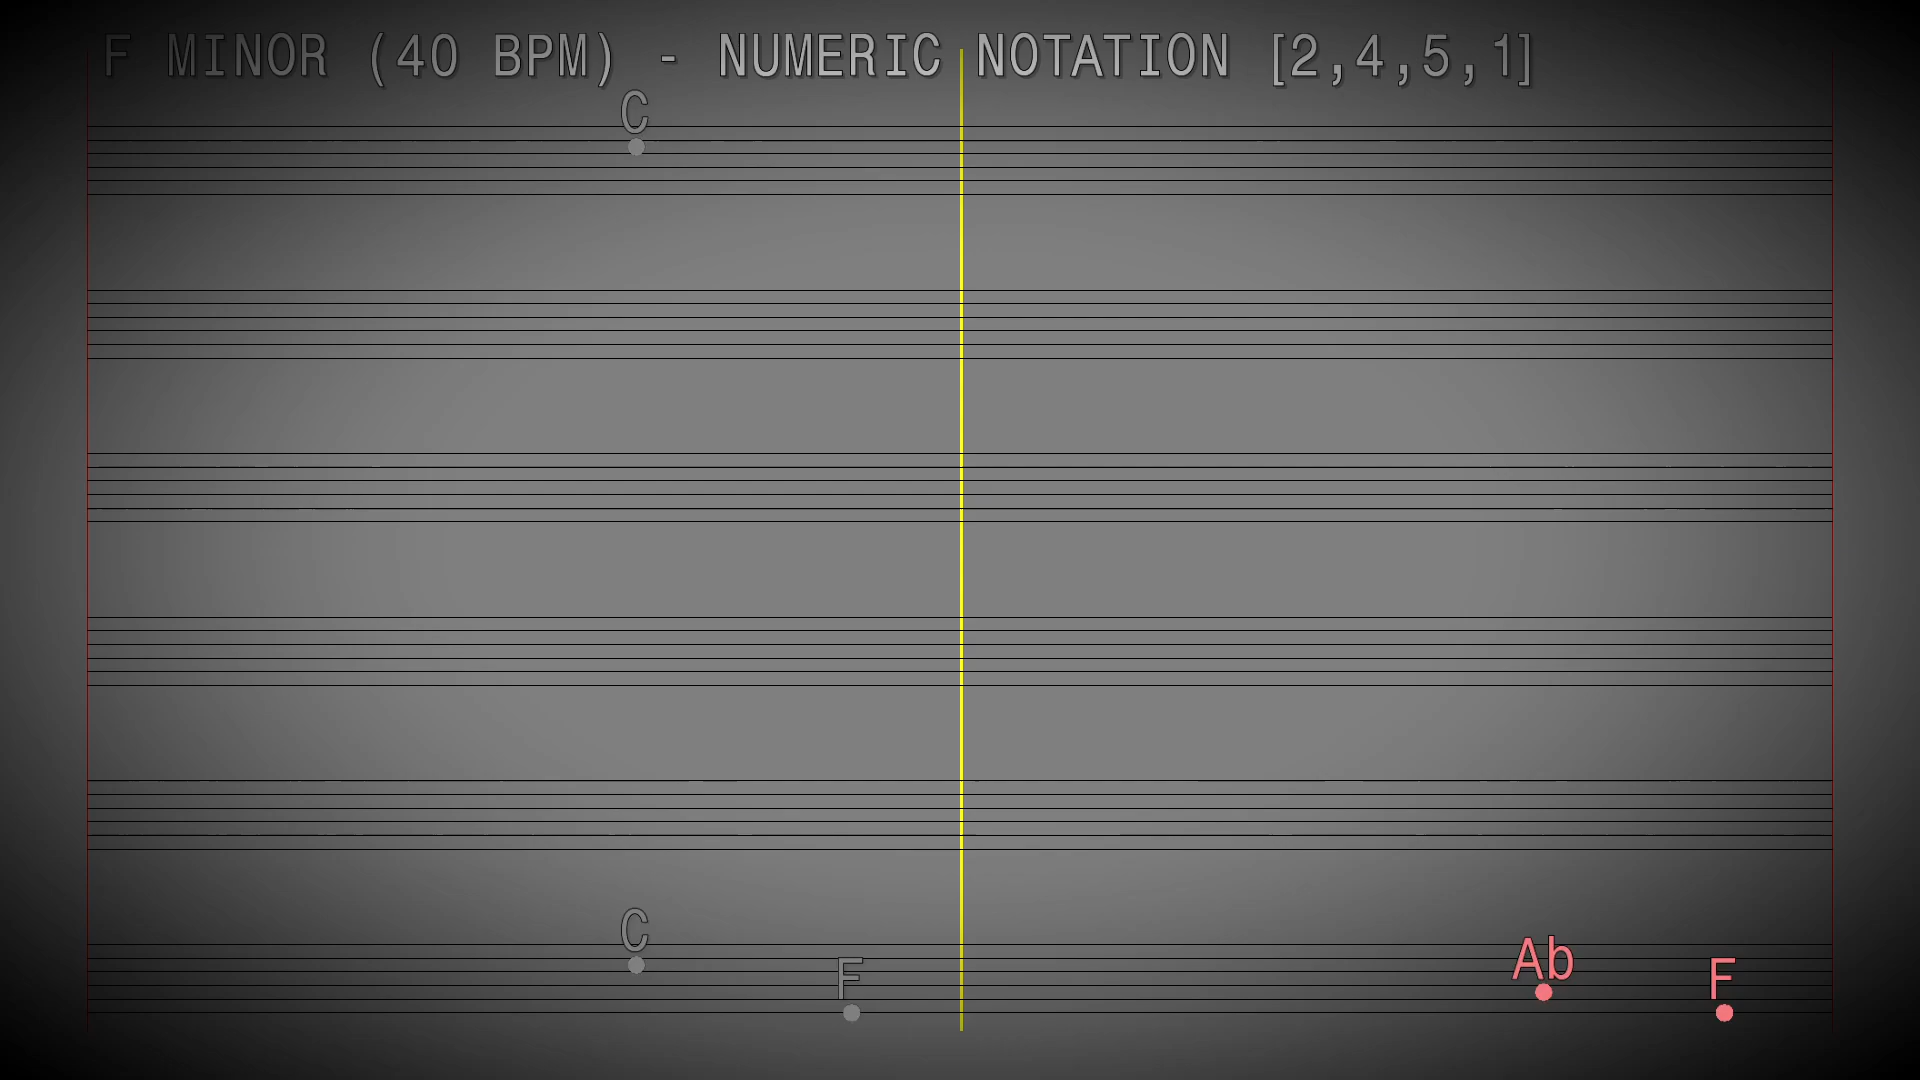 F MINOR (40 BPM) - NUMERIC NOTATION [2,4,5,1]
C
C
F
Ab
F